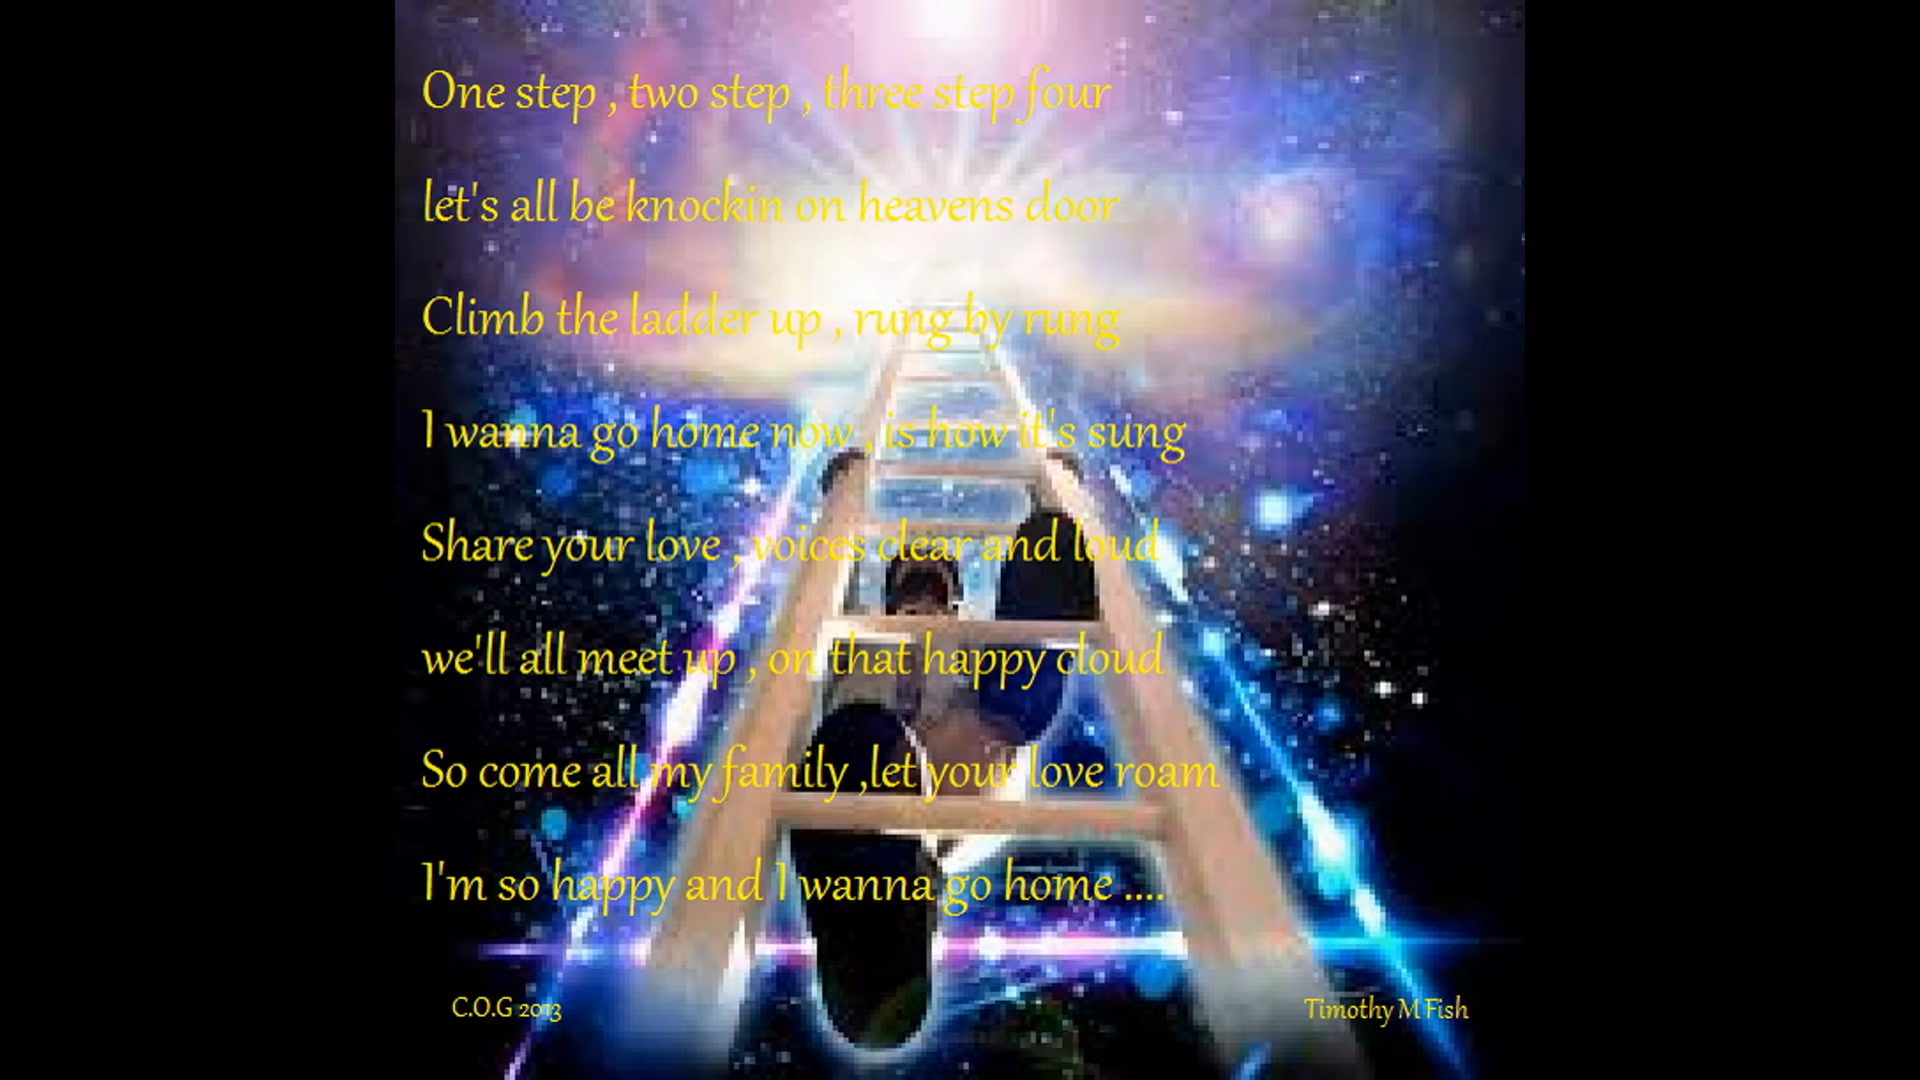 One step , two step , three step four
let's all be knockin on heavens door
Climb the ladder up , rung by rung
I wanna go home now , is how it's sung
Share your love , voices clear and loud
we'll all meet up , on that happy cloud
So come all my family ,let your love roam
I'm so happy and I wanna go home ....
C.O.G 2013
Timothy M Fish